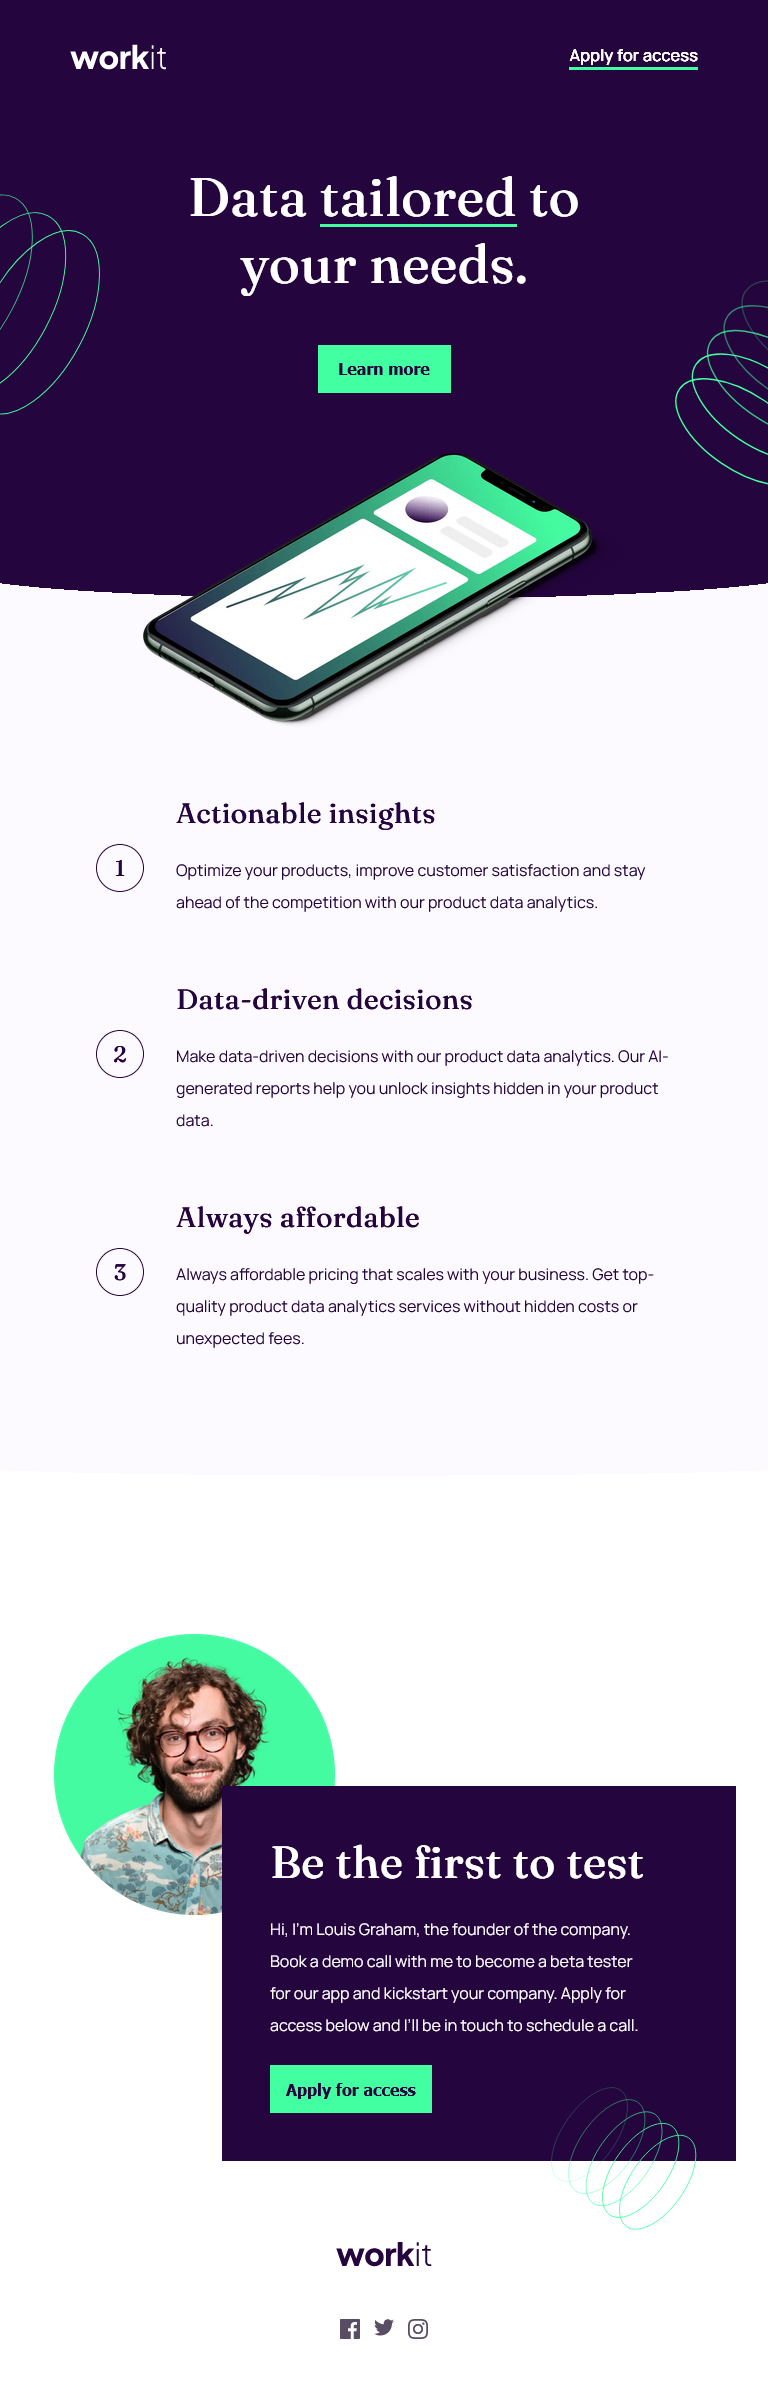 workit
Apply for access
Data tailored to
your needs.
Learn more
Actionable insights
1
Optimize your products, improve customer satisfaction and stay
ahead of the competition with our product data analytics.
Data-driven decisions
2
Make data-driven decisions with our product data analytics. Our AI-
generated reports help you unlock insights hidden in your product
data.
Always affordable
3
Always affordable pricing that scales with your business. Get top-
quality product data analytics services without hidden costs or
unexpected fees.
Be the first to test
Hi, I'm Louis Graham, the founder of the company.
Book a demo call with me to become a beta tester
for our app and kickstart your company. Apply for
access below and I’ll be in touch to schedule a call.
Apply for access
workit